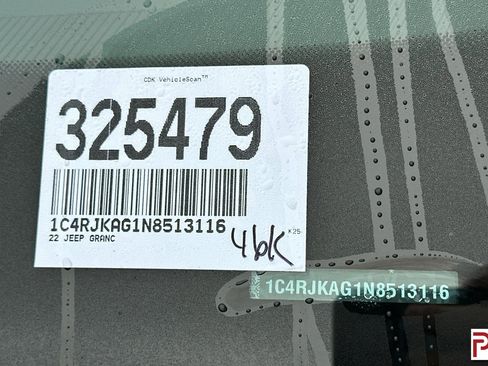 CDK VehicleScan™
325479
1C4RJKAG1N8513116
22 JEEP GRANC
46K
K25
1C4RJKAG1N8513116
P